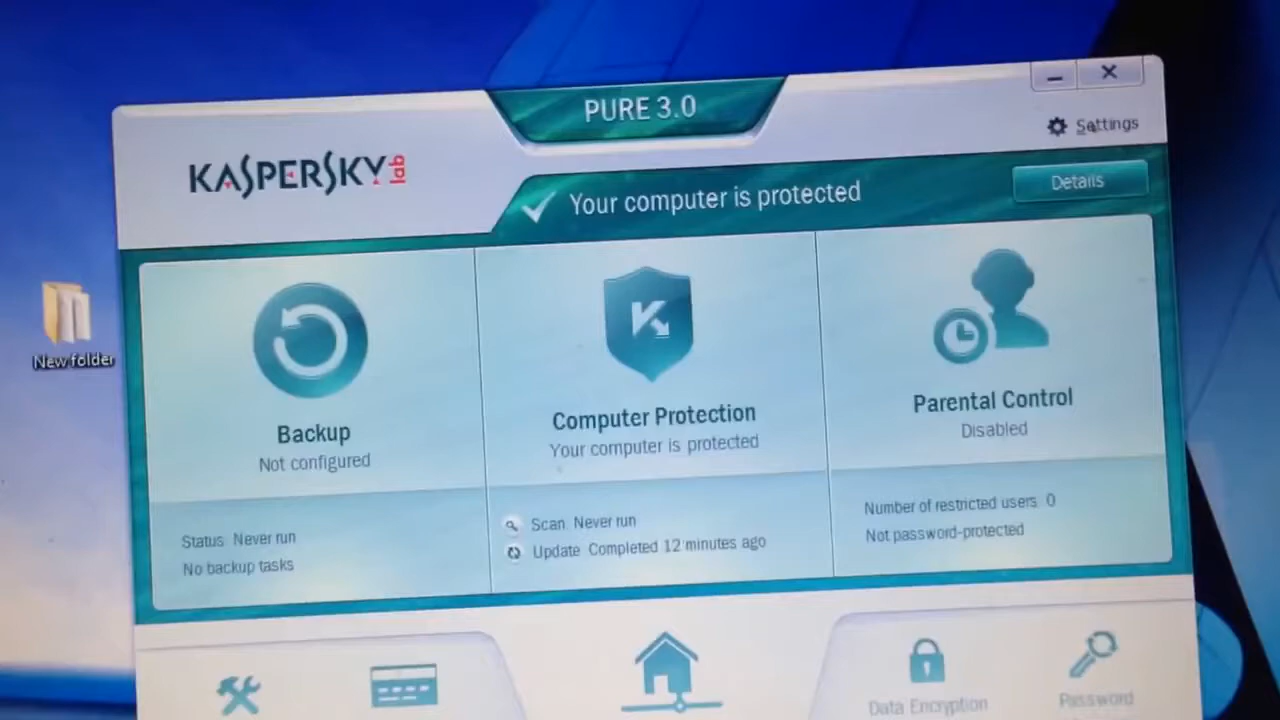 PURE 3.0
Settings
KASPERSKY lab
Your computer is protected
Details
New folder
Backup
Not configured
Status: Never run
No backup tasks
Computer Protection
Your computer is protected
Scan: Never run
Update: Completed 12 minutes ago
Parental Control
Disabled
Number of restricted users: 0
Not password-protected
Data Encryption
Password